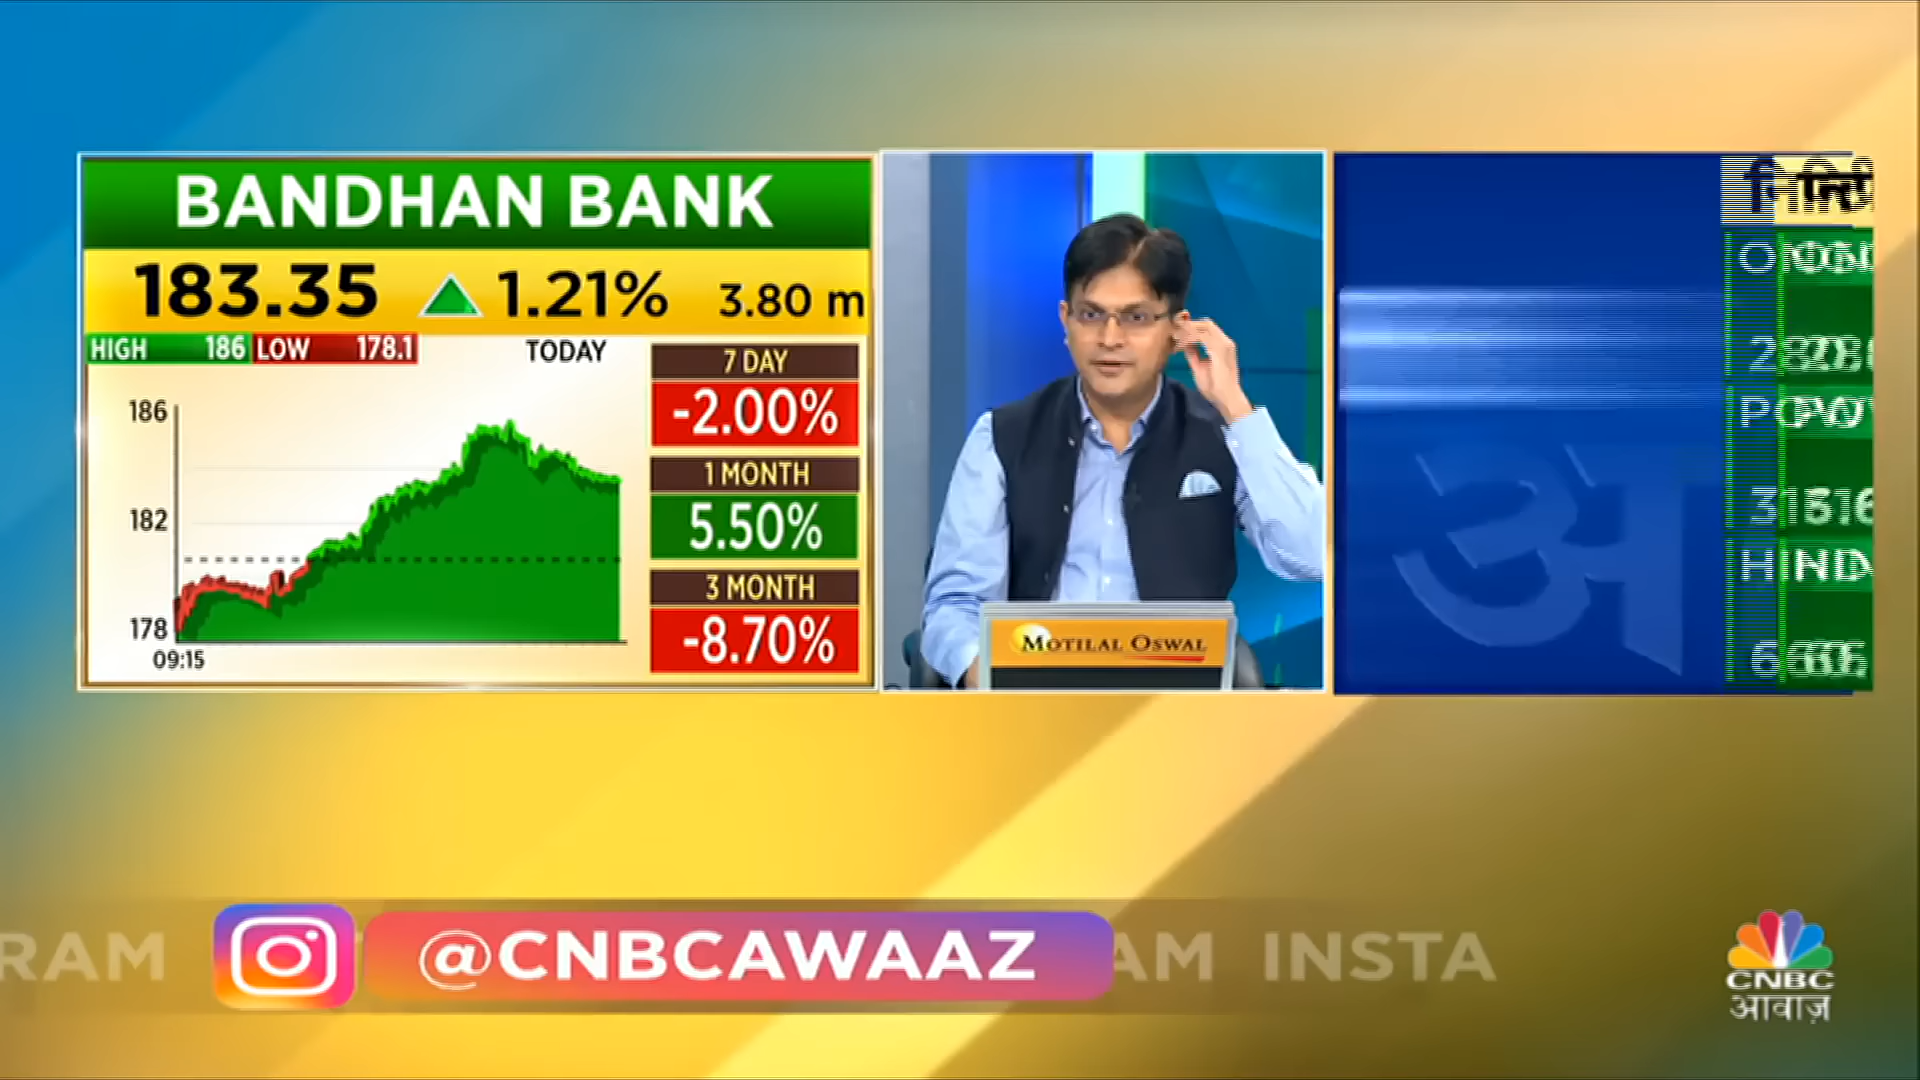 BANDHAN BANK
183.35 1.21% 3.80 m
HIGH 186 LOW 178.1
TODAY
186
182
178
09:15
7 DAY
-2.00%
1 MONTH
5.50%
3 MONTH
-8.70%
MOTILAL OSWAL
RAM
@CNBCAWAAZ
AM INSTA
CNBC
आवाज़
अ